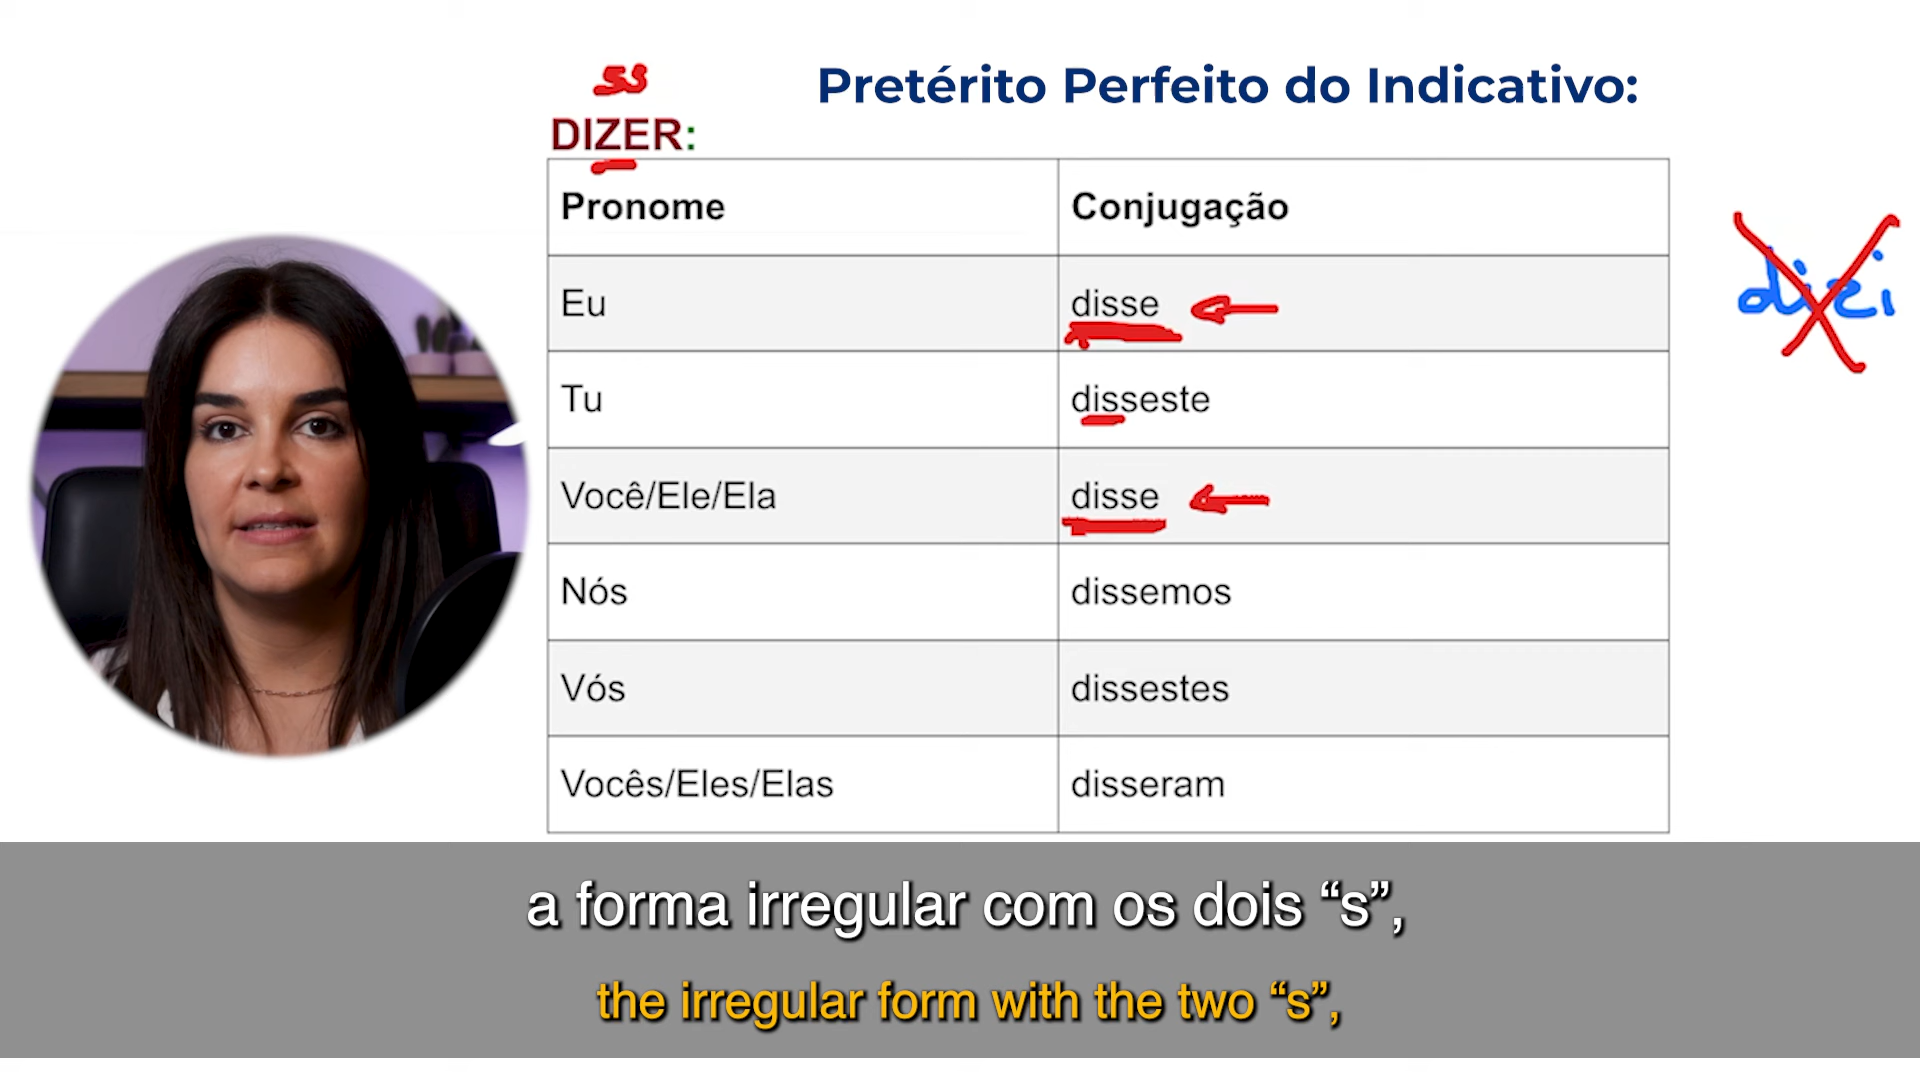 ss
Pretérito Perfeito do Indicativo:
DIZER:
Pronome Conjugação
Eu disse
dizi
Tu disseste
Você/Ele/Ela disse
Nós dissemos
Vós dissestes
Vocês/Eles/Elas disseram
a forma irregular com os dois “s”,
the irregular form with the two “s”,